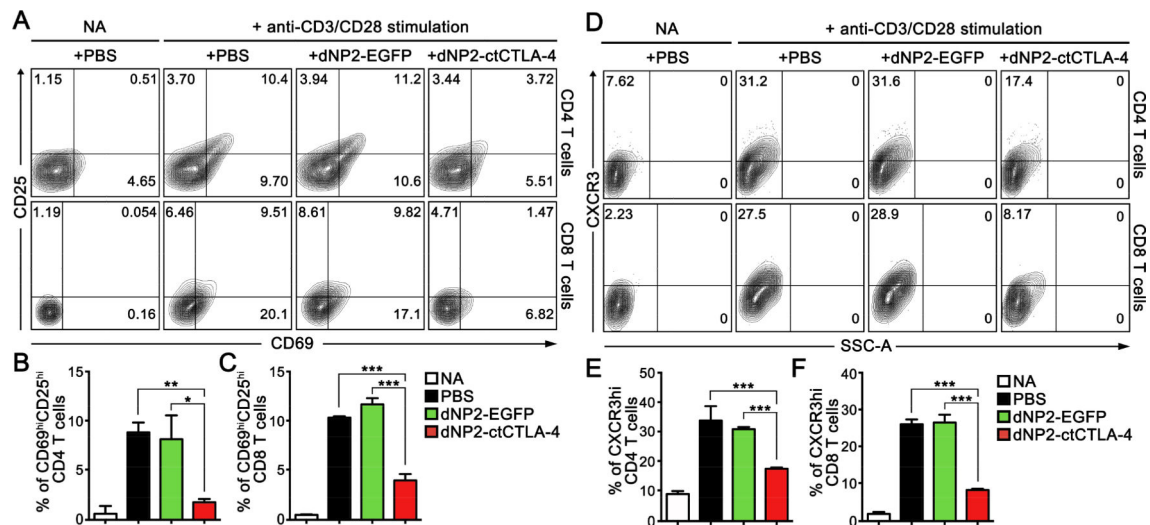 A
NA
+ anti-CD3/CD28 stimulation
+PBS
+PBS
+dNP2-EGFP
+dNP2-ctCTLA-4
1.15
0.51
3.70
10.4
3.94
11.2
3.44
3.72
4.65
9.70
10.6
5.51
CD4 T cells
1.19
0.054
6.46
9.51
8.61
9.82
4.71
1.47
0.16
20.1
17.1
6.82
CD8 T cells
CD25
CD69
D
NA
+ anti-CD3/CD28 stimulation
+PBS
+PBS
+dNP2-EGFP
+dNP2-ctCTLA-4
7.62
0
31.2
0
31.6
0
17.4
0
0
0
0
0
CD4 T cells
2.23
0
27.5
0
28.9
0
8.17
0
0
0
0
0
CD8 T cells
CXCR3
SSC-A
B
% of CD69hiCD25hi
CD4 T cells
15
10
5
0
**
*
C
% of CD69hiCD25hi
CD8 T cells
15
10
5
0
***
***
NA
PBS
dNP2-EGFP
dNP2-ctCTLA-4
E
% of CXCR3hi
CD4 T cells
50
40
30
20
10
0
***
***
F
% of CXCR3hi
CD8 T cells
40
30
20
10
0
***
***
NA
PBS
dNP2-EGFP
dNP2-ctCTLA-4